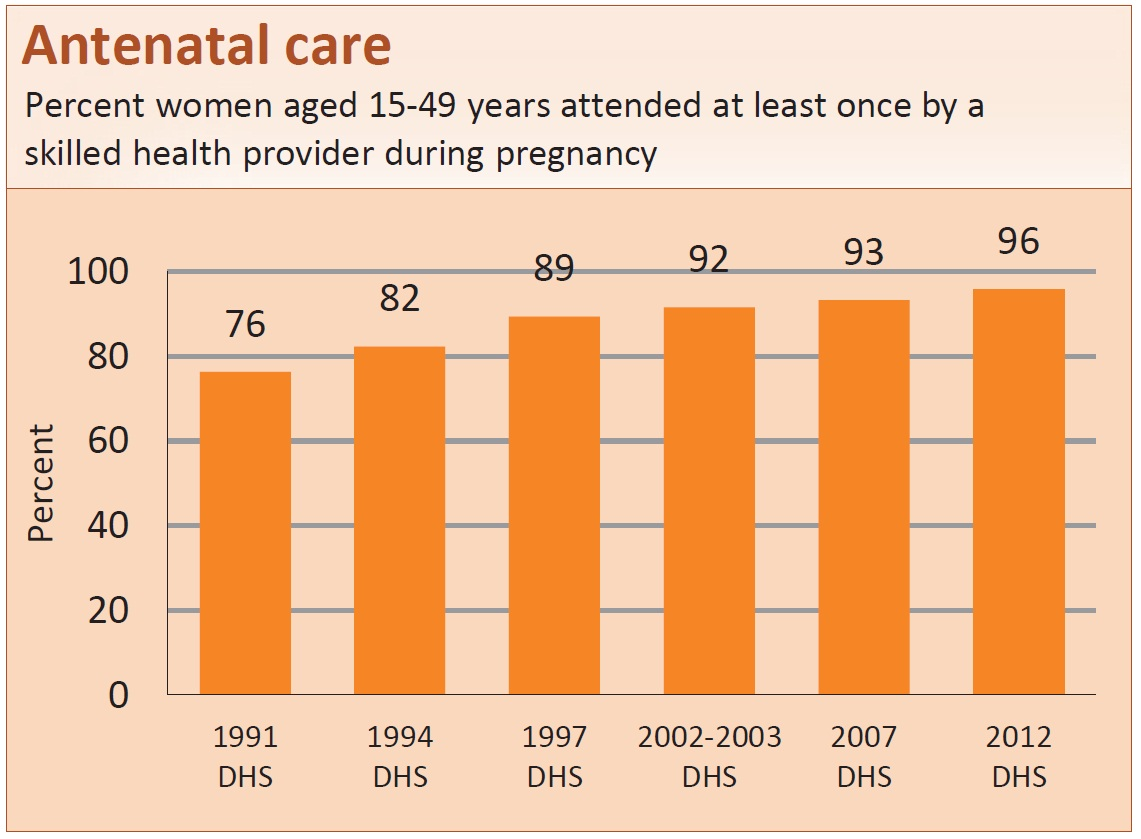 Antenatal care
Percent women aged 15-49 years attended at least once by a
skilled health provider during pregnancy
Percent
100
80
60
40
20
0
76
82
89
92
93
96
1991
DHS
1994
DHS
1997
DHS
2002-2003
DHS
2007
DHS
2012
DHS